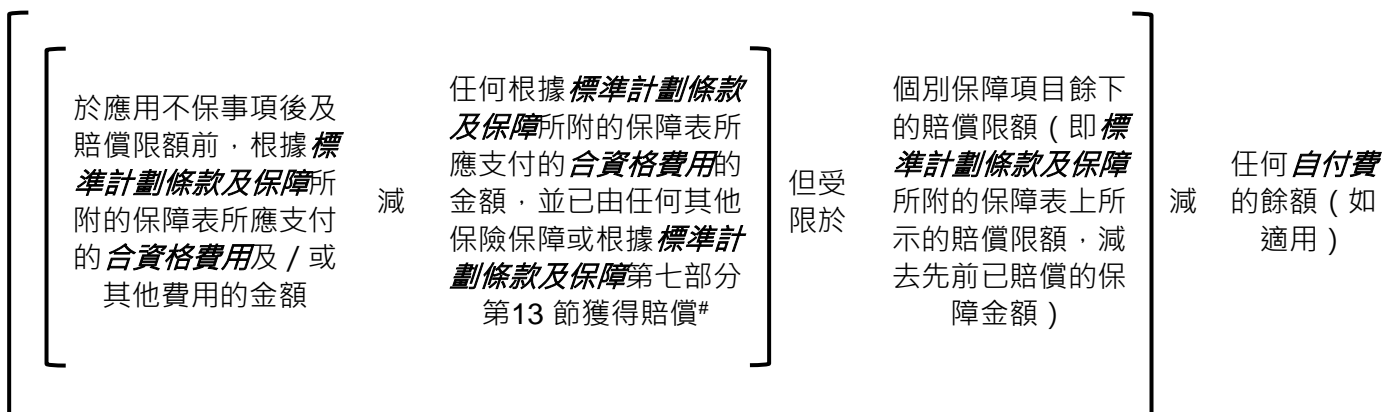 於應用不保事項後及
賠償限額前，根據標
準計劃條款及保障所
附的保障表所應支付
的合資格費用及 / 或
其他費用的金額
減
任何根據標準計劃條款
及保障所附的保障表所
應支付的合資格費用的
金額，並已由任何其他
保險保障或根據標準計
劃條款及保障第七部分
第13 節獲得賠償#
但受
限於
個別保障項目餘下
的賠償限額（即標
準計劃條款及保障
所附的保障表上所
示的賠償限額，減
去先前已賠償的保
障金額）
減
任何自付費
的餘額（如
適用）